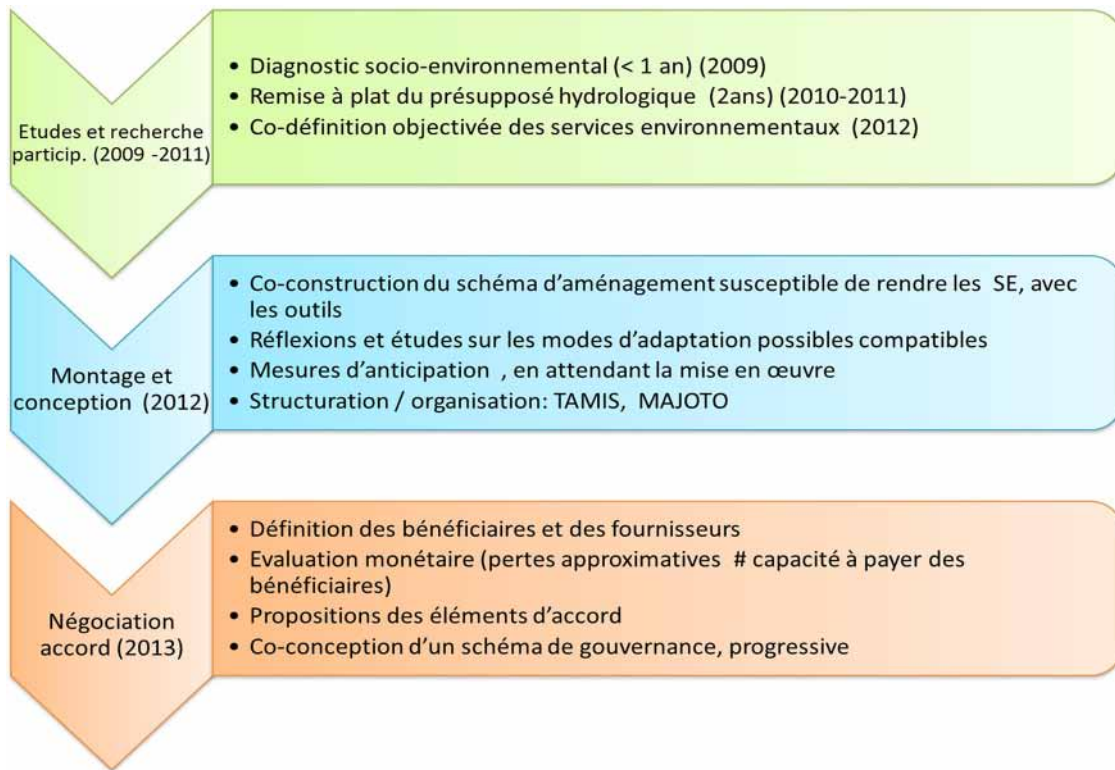 Etudes et recherche
particip. (2009 -2011)
• Diagnostic socio-environnemental (< 1 an) (2009)
• Remise à plat du présupposé hydrologique (2ans) (2010-2011)
• Co-définition objectivée des services environnementaux (2012)
Montage et
conception (2012)
• Co-construction du schéma d’aménagement susceptible de rendre les SE, avec
les outils
• Réflexions et études sur les modes d’adaptation possibles compatibles
• Mesures d’anticipation , en attendant la mise en œuvre
• Structuration / organisation: TAMIS, MAJOTO
Négociation
accord (2013)
• Définition des bénéficiaires et des fournisseurs
• Evaluation monétaire (pertes approximatives # capacité à payer des
bénéficiaires)
• Propositions des éléments d’accord
• Co-conception d’un schéma de gouvernance, progressive